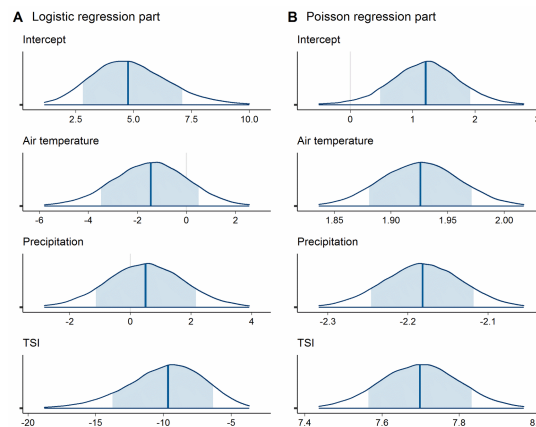 A Logistic regression part
Intercept
2.5 5.0 7.5 10.0
Air temperature
-6 -4 -2 0 2
Precipitation
-2 0 2 4
TSI
-20 -15 -10 -5
B Poisson regression part
Intercept
0 1 2
Air temperature
1.85 1.90 1.95 2.00
Precipitation
-2.3 -2.2 -2.1
TSI
7.4 7.6 7.8